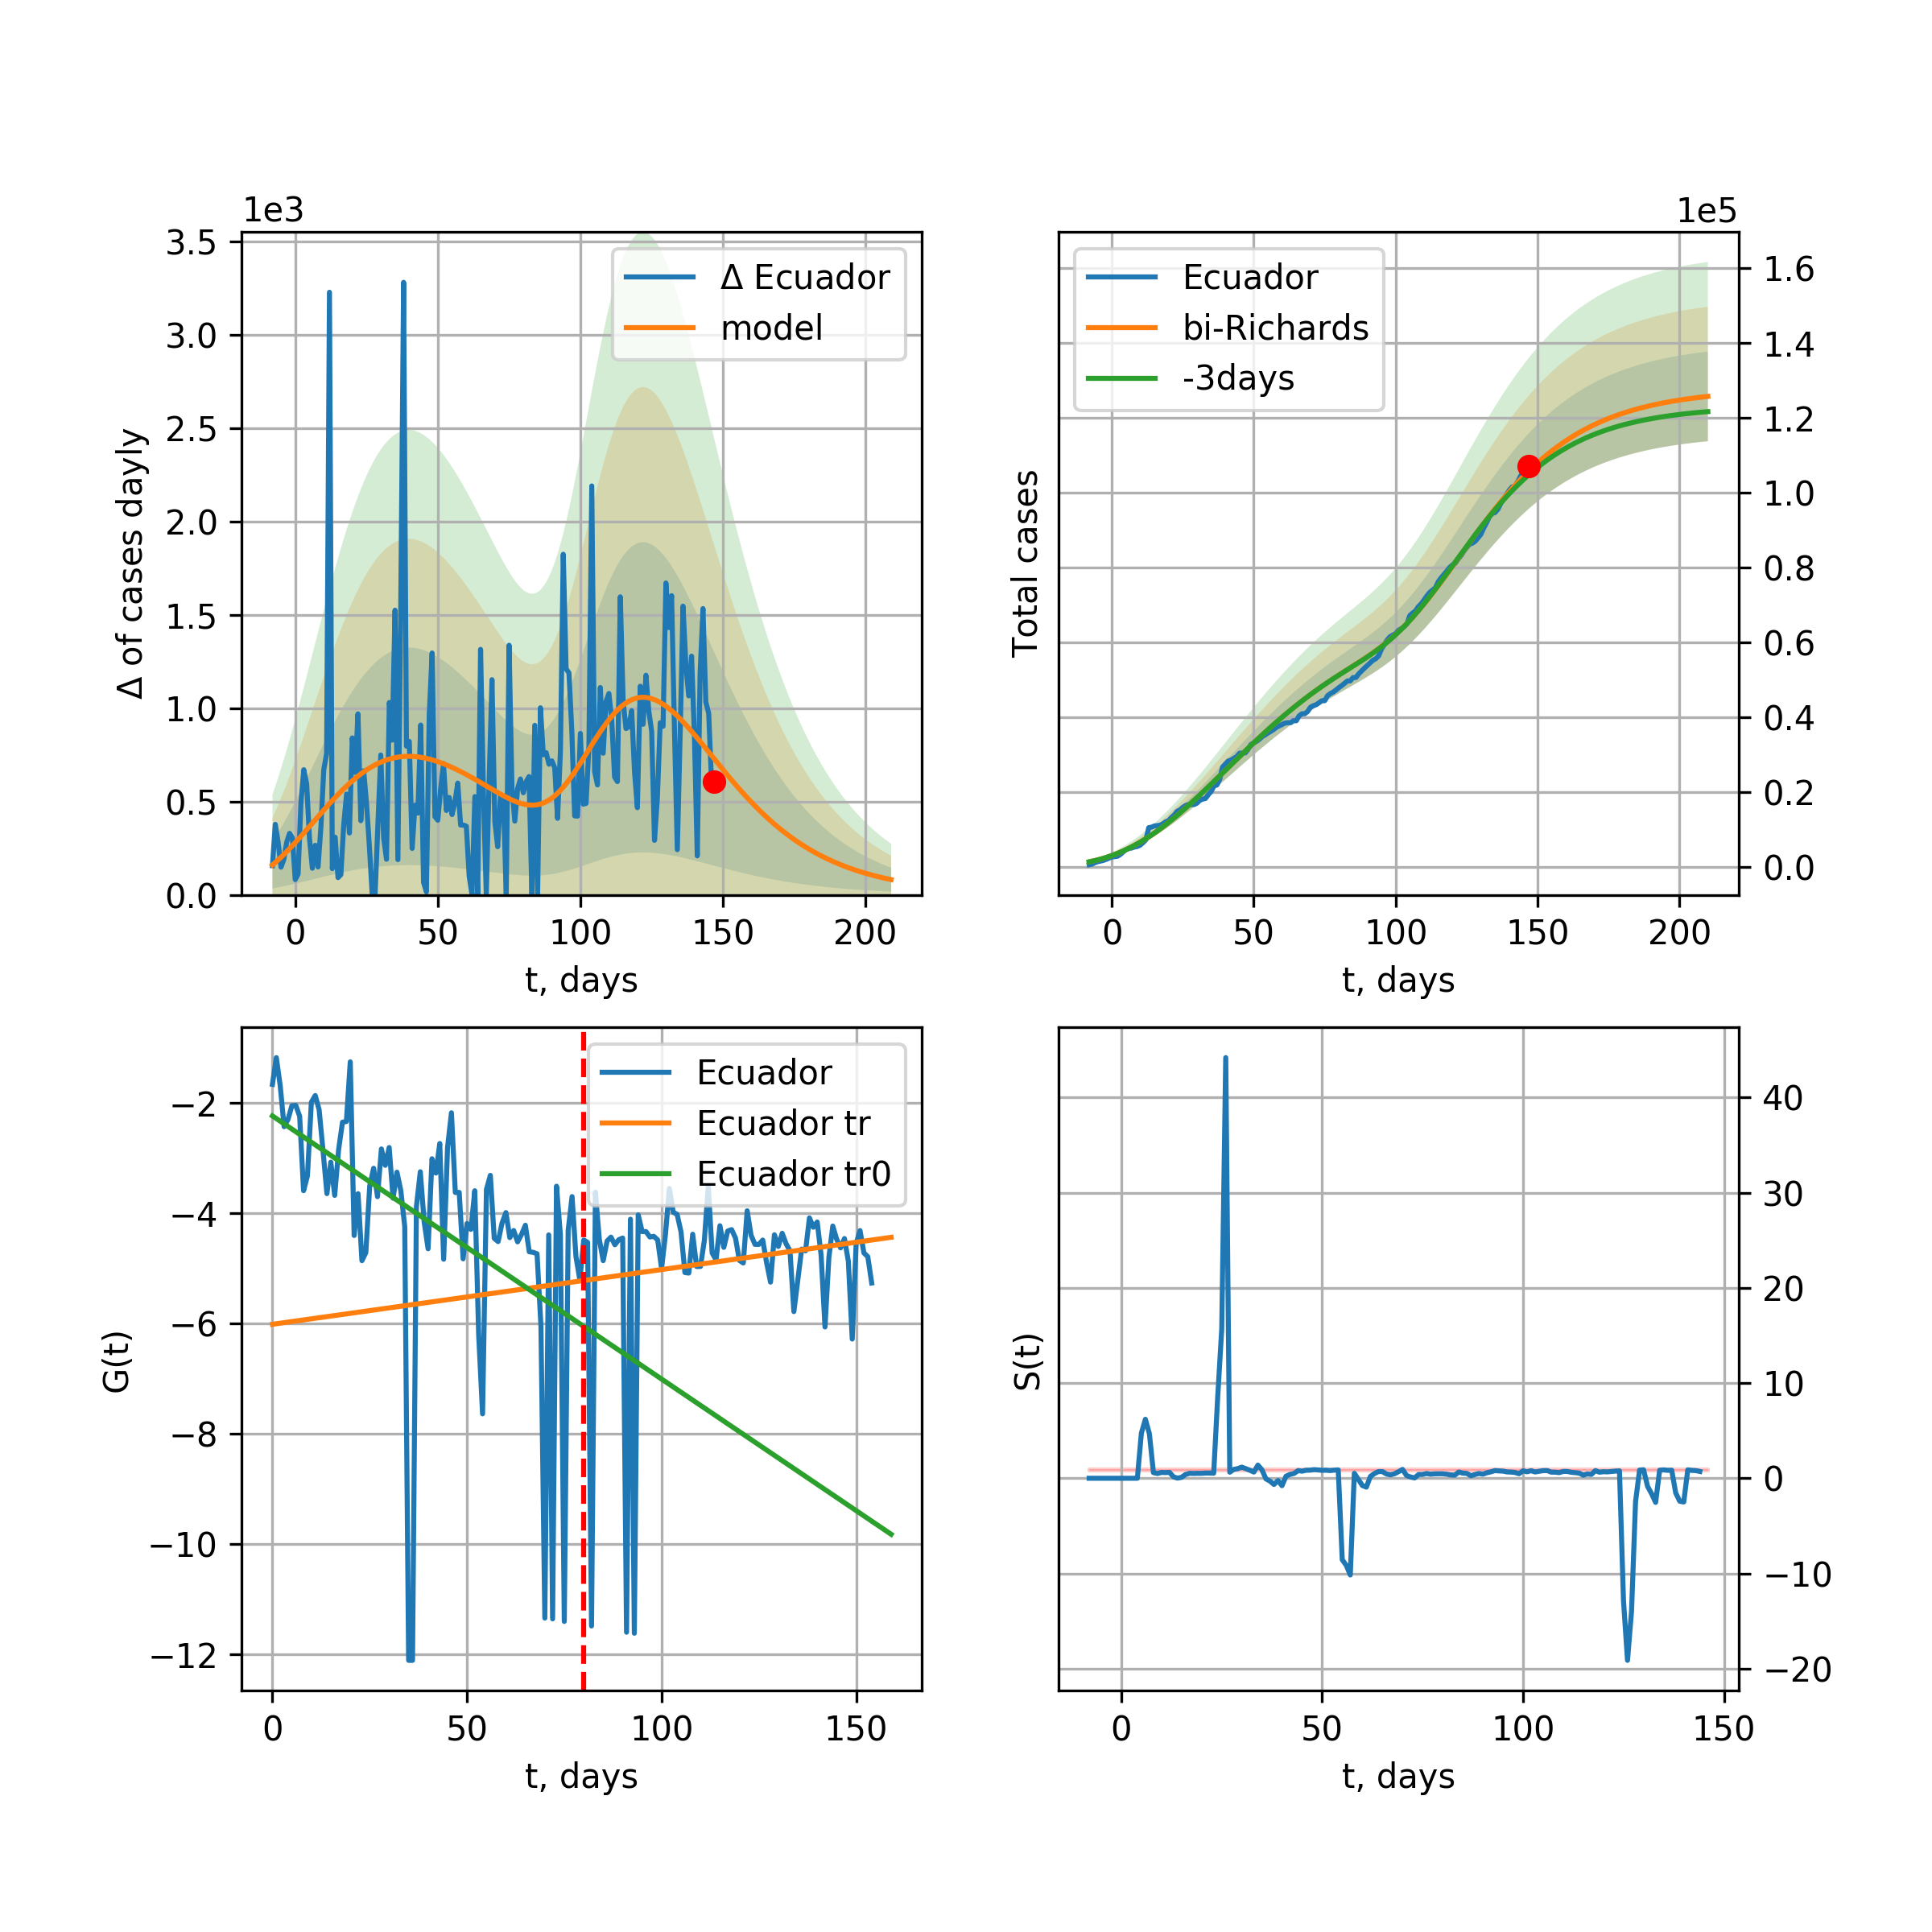 1e3
3.5
3.0
2.5
2.0
1.5
1.0
0.5
0.0
Δ of cases dayly
Δ Ecuador
model
0 50 100 150 200
t, days
1e5
1.6
1.4
1.2
1.0
0.8
0.6
0.4
0.2
0.0
Total cases
Ecuador
bi-Richards
-3days
0 50 100 150 200
t, days
−2
−4
−6
−8
−10
−12
G(t)
Ecuador
Ecuador tr
Ecuador tr0
0 50 100 150
t, days
40
30
20
10
0
−10
−20
S(t)
0 50 100 150
t, days